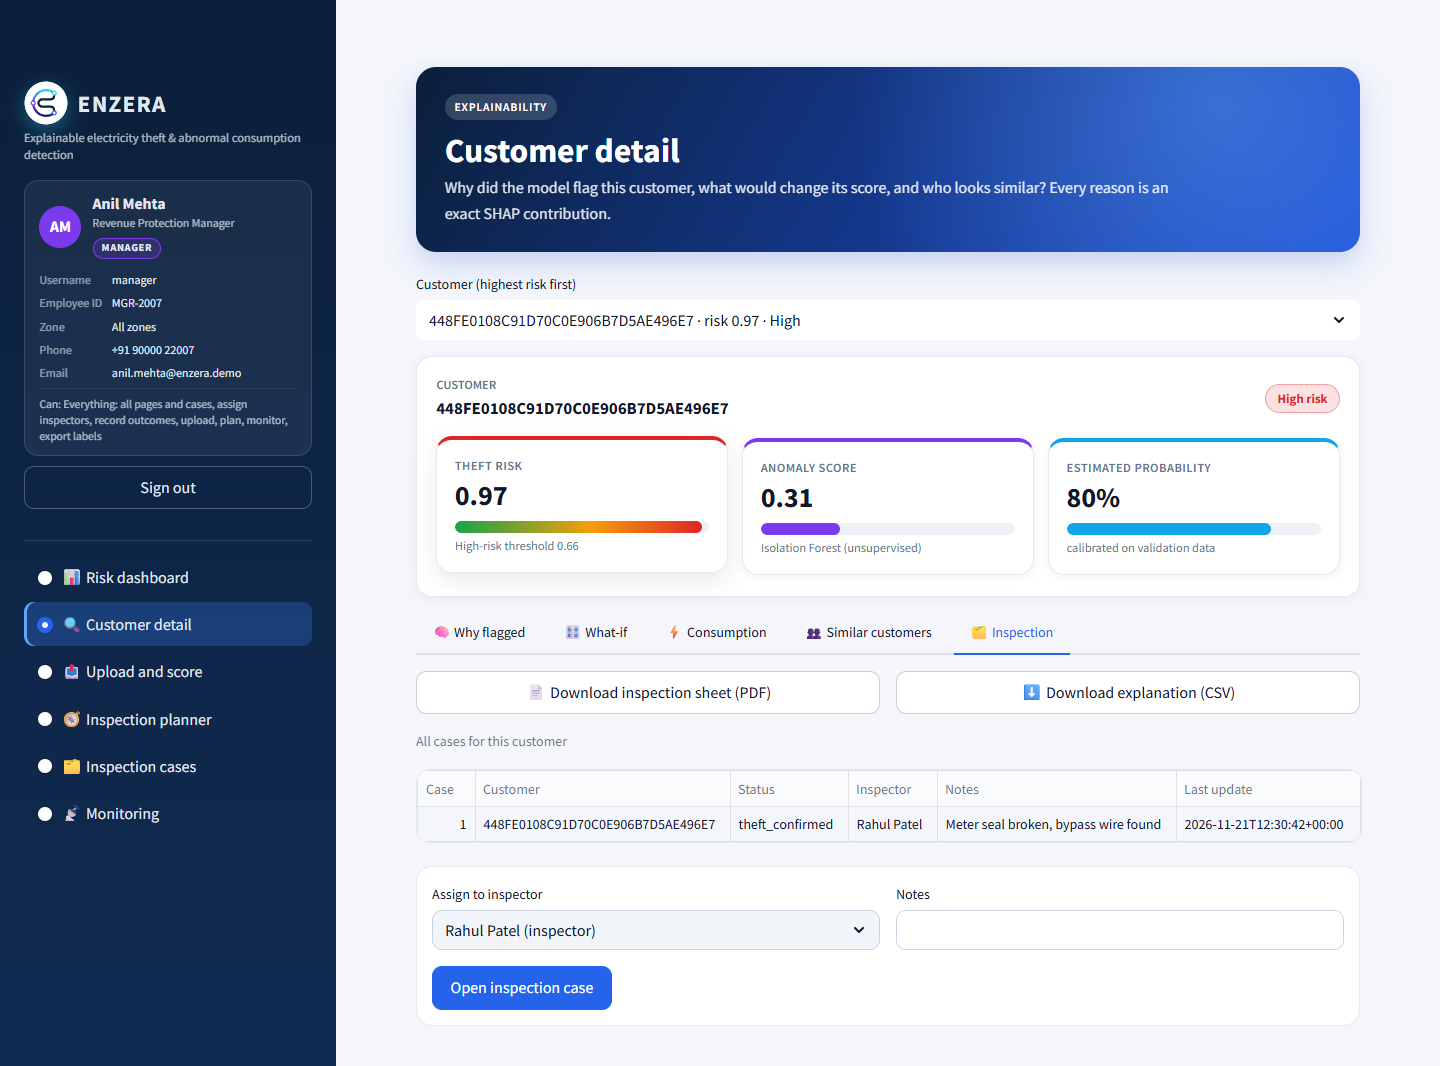 ENZERA
Explainable electricity theft & abnormal consumption
detection
AM
Anil Mehta
Revenue Protection Manager
MANAGER
Username manager
Employee ID MGR-2007
Zone All zones
Phone +91 90000 22007
Email anil.mehta@enzera.demo
Can: Everything: all pages and cases, assign
inspectors, record outcomes, upload, plan, monitor,
export labels
Sign out
Risk dashboard
Customer detail
Upload and score
Inspection planner
Inspection cases
Monitoring
EXPLAINABILITY
Customer detail
Why did the model flag this customer, what would change its score, and who looks similar? Every reason is an
exact SHAP contribution.
Customer (highest risk first)
448FE0108C91D70C0E906B7D5AE496E7 · risk 0.97 · High
CUSTOMER
448FE0108C91D70C0E906B7D5AE496E7
High risk
THEFT RISK
0.97
High-risk threshold 0.66
ANOMALY SCORE
0.31
Isolation Forest (unsupervised)
ESTIMATED PROBABILITY
80%
calibrated on validation data
Why flagged What-if Consumption Similar customers Inspection
Download inspection sheet (PDF)
Download explanation (CSV)
All cases for this customer
Case Customer Status Inspector Notes Last update
1 448FE0108C91D70C0E906B7D5AE496E7 theft_confirmed Rahul Patel Meter seal broken, bypass wire found 2026-11-21T12:30:42+00:00
Assign to inspector
Rahul Patel (inspector)
Notes
Open inspection case